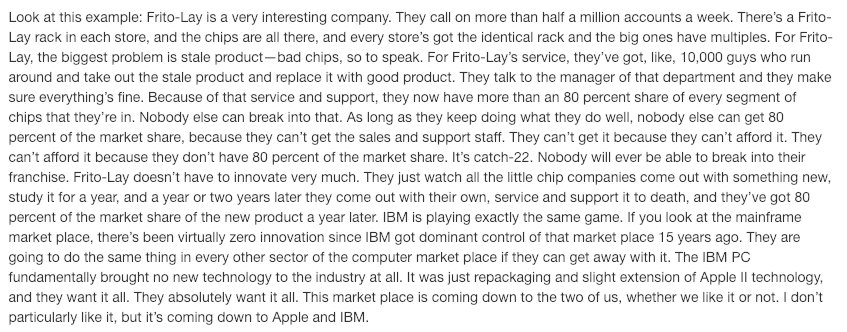 Look at this example: Frito-Lay is a very interesting company. They call on more than half a million accounts a week. There’s a Frito-
Lay rack in each store, and the chips are all there, and every store’s got the identical rack and the big ones have multiples. For Frito-
Lay, the biggest problem is stale product—bad chips, so to speak. For Frito-Lay’s service, they’ve got, like, 10,000 guys who run
around and take out the stale product and replace it with good product. They talk to the manager of that department and they make
sure everything’s fine. Because of that service and support, they now have more than an 80 percent share of every segment of
chips that they’re in. Nobody else can break into that. As long as they keep doing what they do well, nobody else can get 80
percent of the market share, because they can’t get the sales and support staff. They can’t get it because they can’t afford it. They
can’t afford it because they don’t have 80 percent of the market share. It’s catch-22. Nobody will ever be able to break into their
franchise. Frito-Lay doesn’t have to innovate very much. They just watch all the little chip companies come out with something new,
study it for a year, and a year or two years later they come out with their own, service and support it to death, and they’ve got 80
percent of the market share of the new product a year later. IBM is playing exactly the same game. If you look at the mainframe
market place, there’s been virtually zero innovation since IBM got dominant control of that market place 15 years ago. They are
going to do the same thing in every other sector of the computer market place if they can get away with it. The IBM PC
fundamentally brought no new technology to the industry at all. It was just repackaging and slight extension of Apple II technology,
and they want it all. They absolutely want it all. This market place is coming down to the two of us, whether we like it or not. I don’t
particularly like it, but it’s coming down to Apple and IBM.